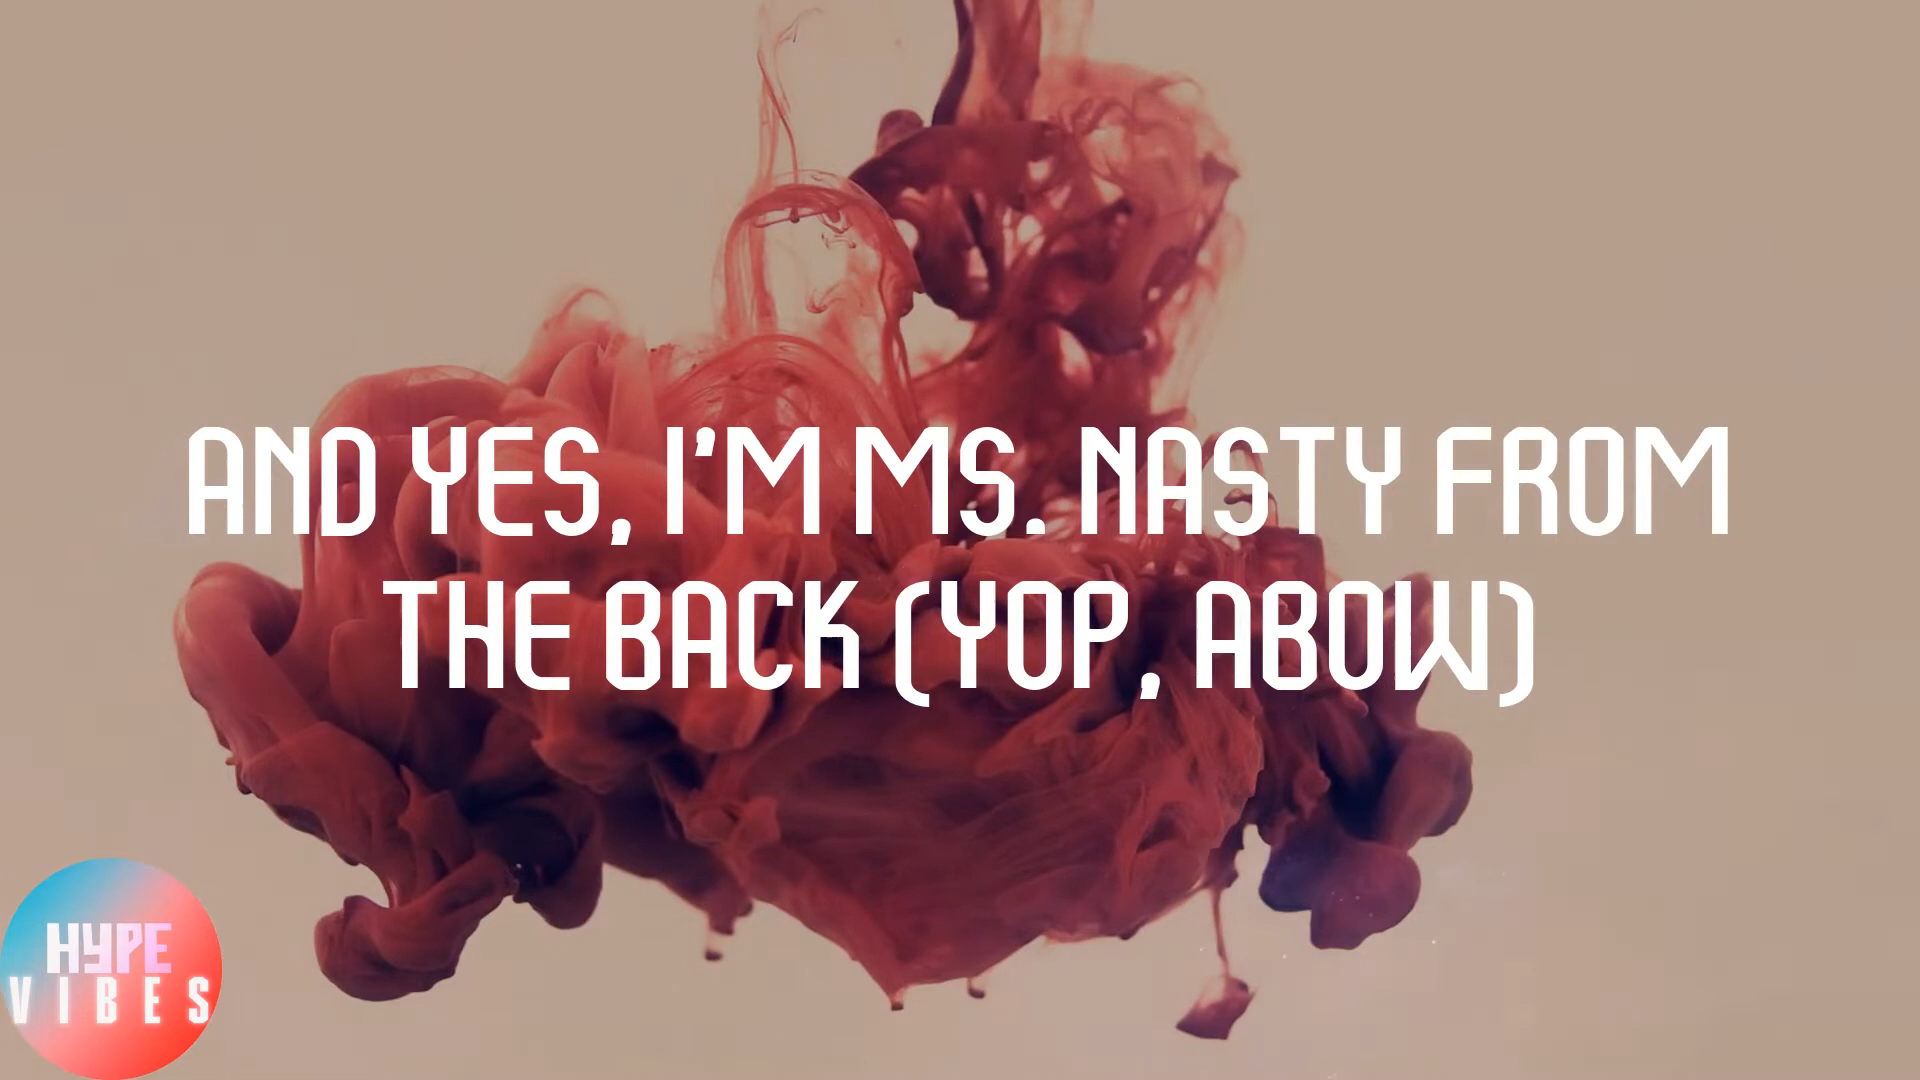 AND YES, I'M MS. NASTY FROM
THE BACK (YOP, ABOW)
HYPE
VIBES